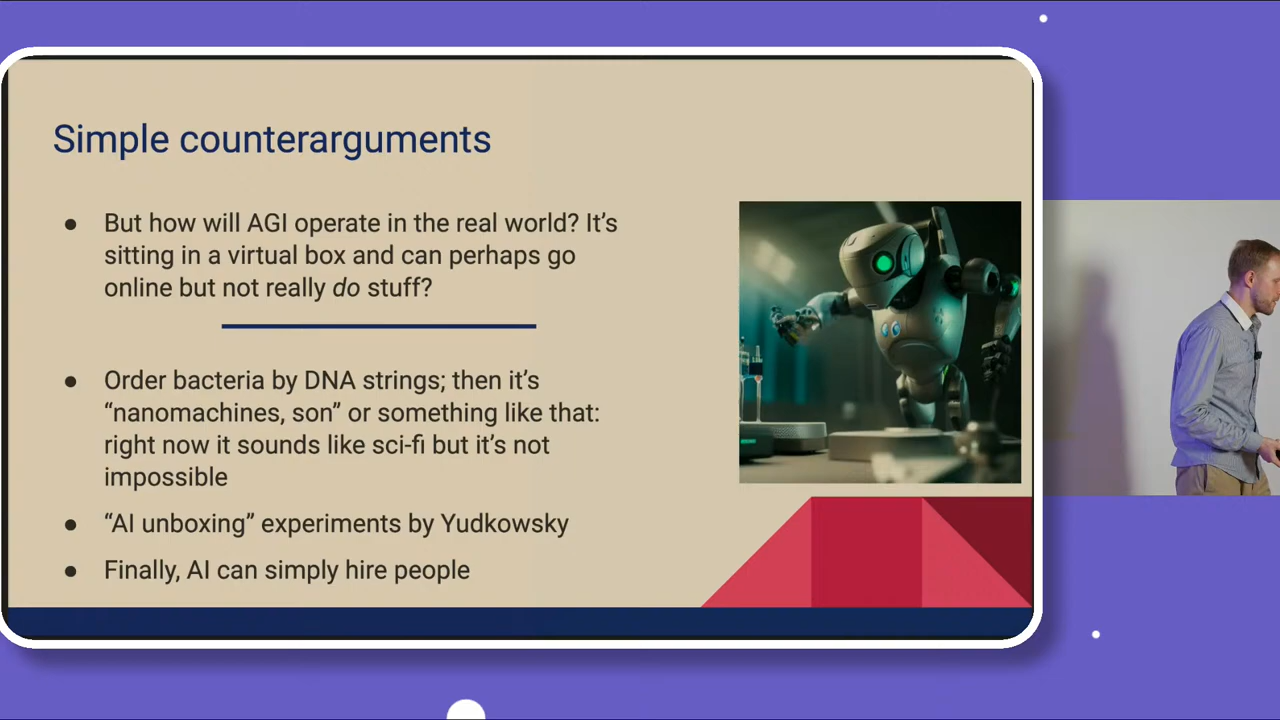 Simple counterarguments
● But how will AGI operate in the real world? It’s
sitting in a virtual box and can perhaps go
online but not really do stuff?
● Order bacteria by DNA strings; then it’s
“nanomachines, son” or something like that:
right now it sounds like sci-fi but it’s not
impossible
● “AI unboxing” experiments by Yudkowsky
● Finally, AI can simply hire people